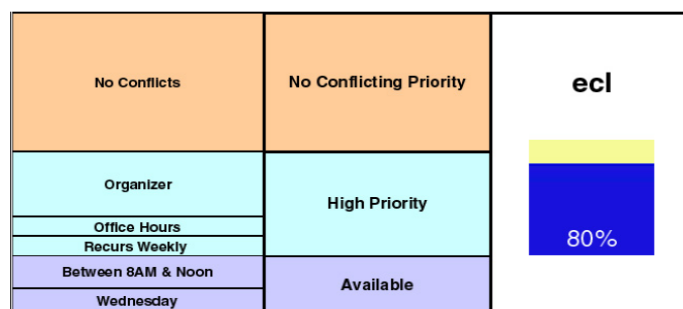 No Conflicts
No Conflicting Priority
ecl
Organizer
High Priority
Office Hours
Recurs Weekly
80%
Between 8AM & Noon
Available
Wednesday